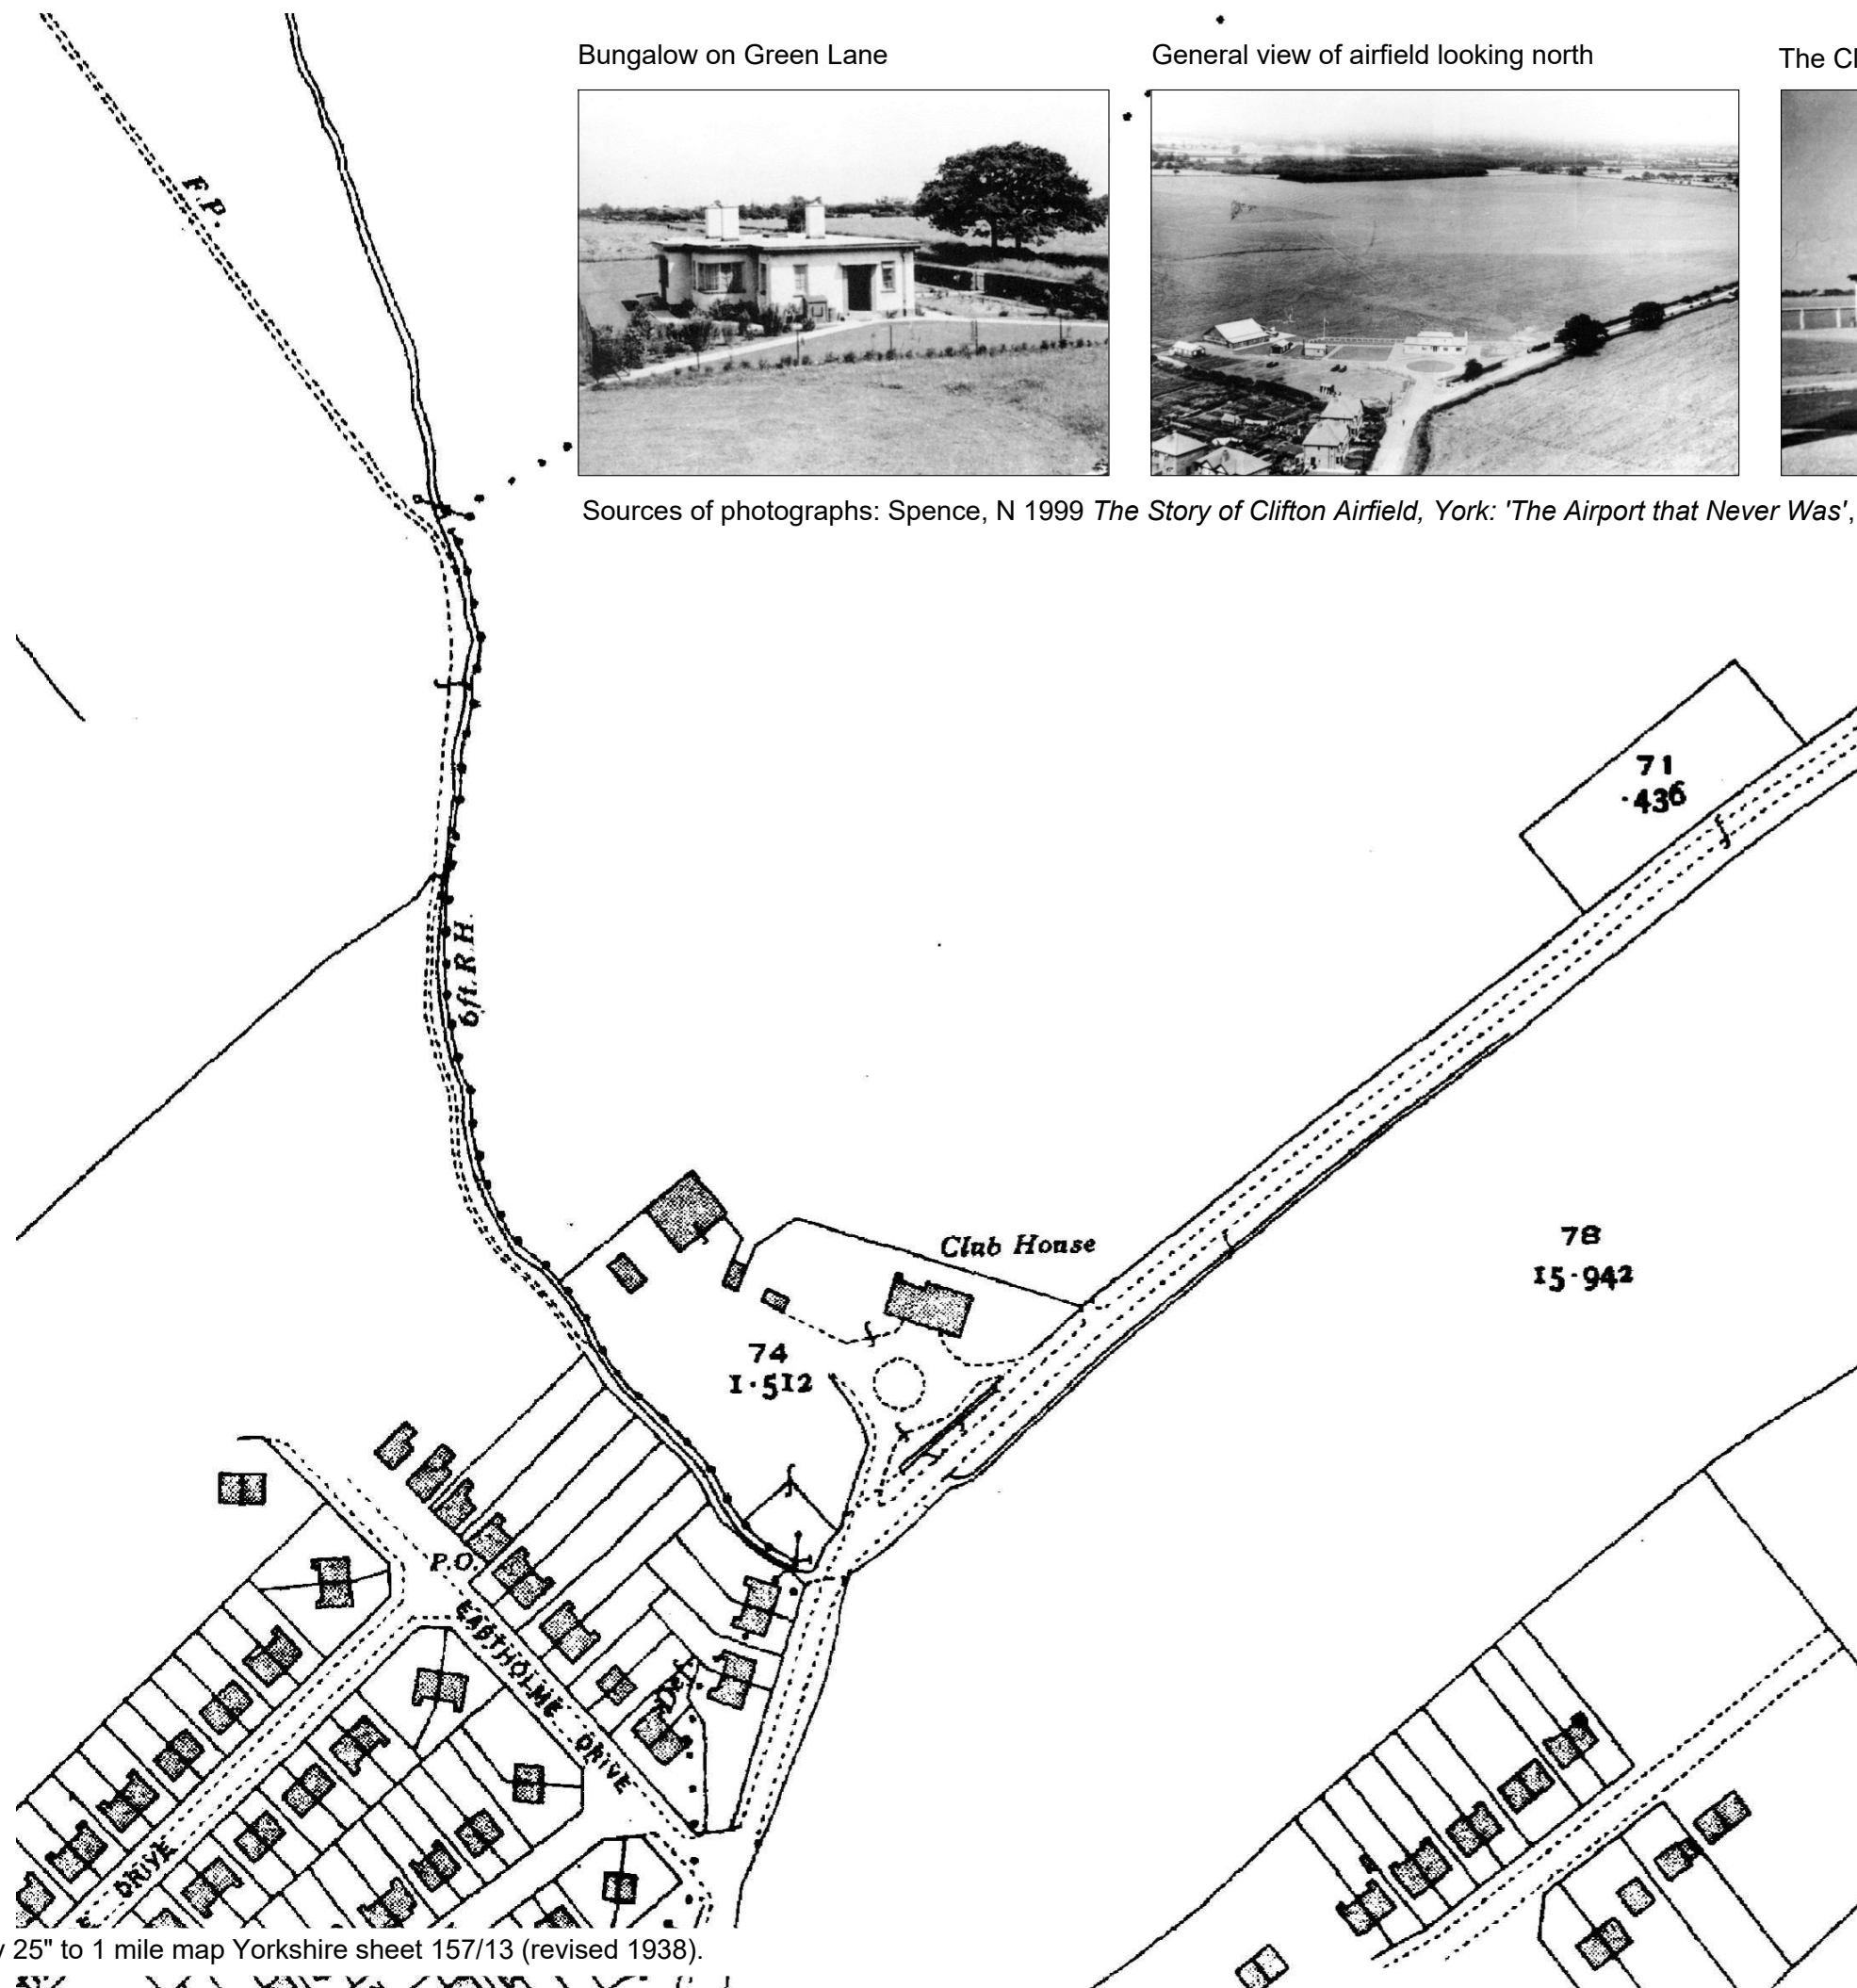 Bungalow on Green Lane
General view of airfield looking north
The Cl
Sources of photographs: Spence, N 1999 The Story of Clifton Airfield, York: 'The Airport that Never Was',
F.P.
71
·436
6ft. R.H.
Club House
78
15·942
74
1·512
P.O.
EASTHOLME DRIVE
DRIVE
y 25" to 1 mile map Yorkshire sheet 157/13 (revised 1938).